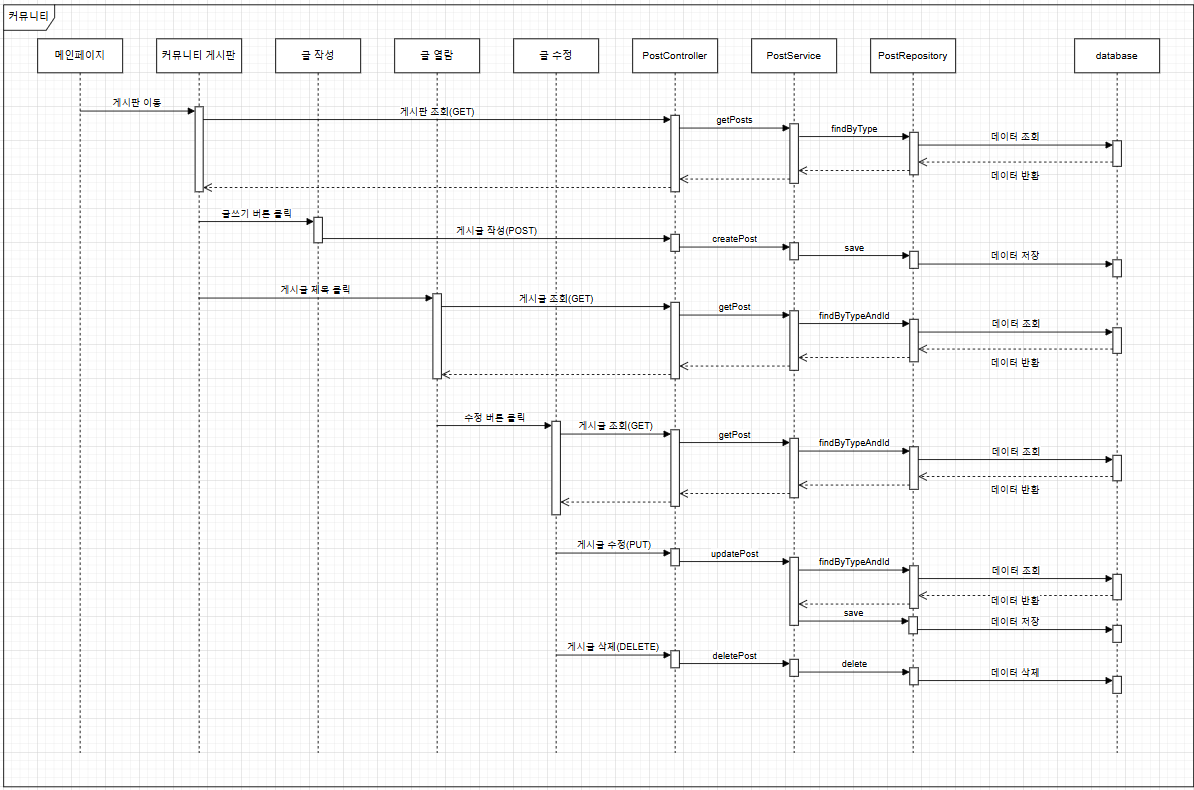 커뮤니티
메인페이지
커뮤니티 게시판
글 작성
글 열람
글 수정
PostController
PostService
PostRepository
database
게시판 이동
게시판 조회(GET)
getPosts
findByType
데이터 조회
데이터 반환
글쓰기 버튼 클릭
게시글 작성(POST)
createPost
save
데이터 저장
게시글 제목 클릭
게시글 조회(GET)
getPost
findByTypeAndId
데이터 조회
데이터 반환
수정 버튼 클릭
게시글 조회(GET)
getPost
findByTypeAndId
데이터 조회
데이터 반환
게시글 수정(PUT)
updatePost
findByTypeAndId
데이터 조회
데이터 반환
save
데이터 저장
게시글 삭제(DELETE)
deletePost
delete
데이터 삭제